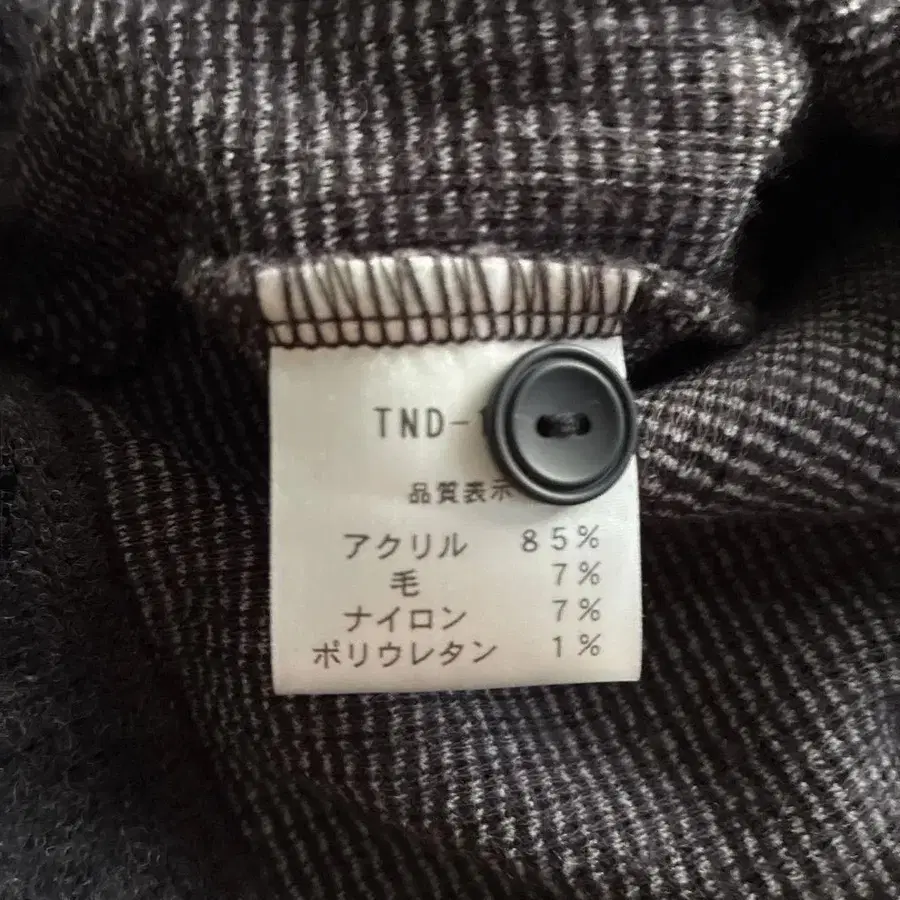 TND-
品質表示
アクリル 85%
毛 7%
ナイロン 7%
ポリウレタン 1%